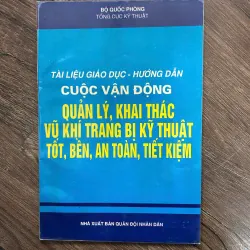 BỘ QUỐC PHÒNG
TỔNG CỤC KỸ THUẬT
TÀI LIỆU GIÁO DỤC - HƯỚNG DẪN
CUỘC VẬN ĐỘNG
QUẢN LÝ, KHAI THÁC
VŨ KHÍ TRANG BỊ KỸ THUẬT
TỐT, BỀN, AN TOÀN, TIẾT KIỆM
NHÀ XUẤT BẢN QUÂN ĐỘI NHÂN DÂN